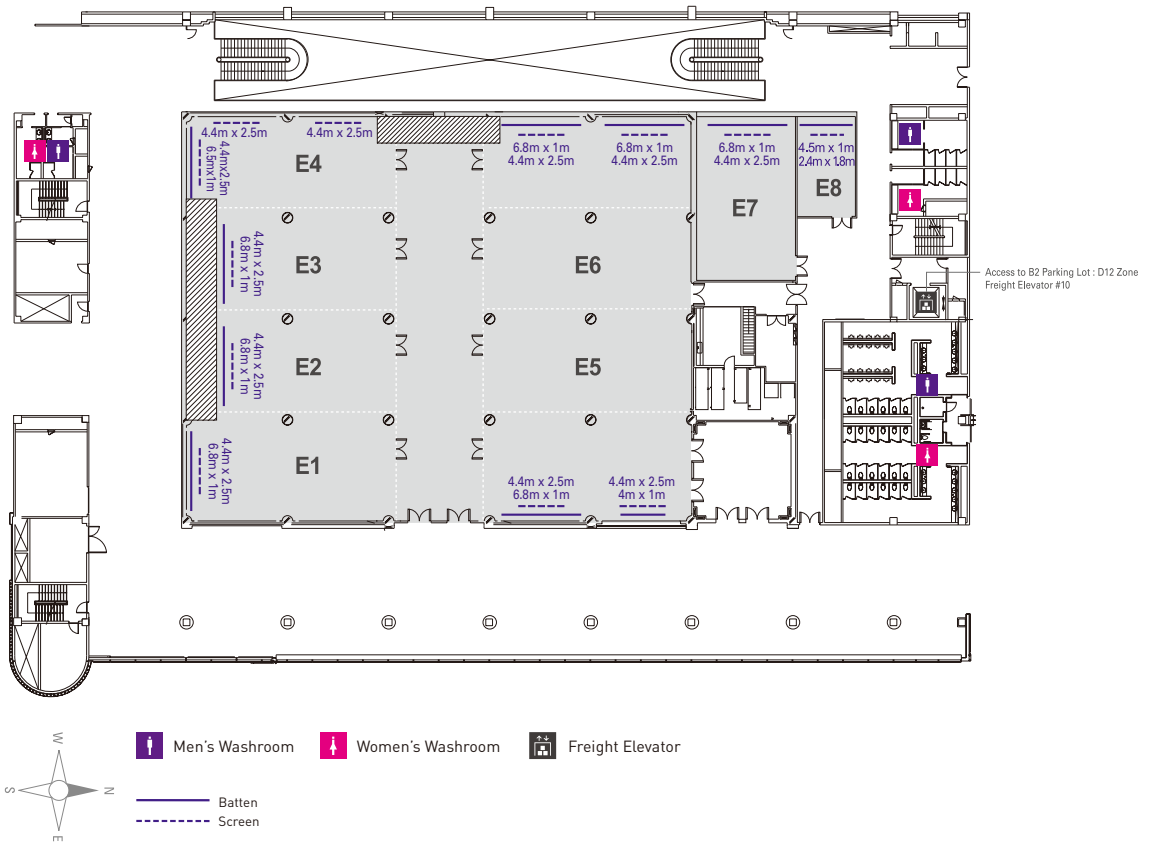 4.4m x 2.5m
4.4m x 2.5m
6.8m x 1m
4.4m x 2.5m
6.8m x 1m
4.4m x 2.5m
6.8m x 1m
4.4m x 2.5m
4.5m x 1m
2.4m x 1.8m
E4
4.4mx2.5m
6.5mx1m
E7
E8
E3
4.4m x 2.5m
6.8m x 1m
E6
Access to B2 Parking Lot : D12 Zone
Freight Elevator #10
E2
4.4m x 2.5m
6.8m x 1m
E5
E1
4.4m x 2.5m
6.8m x 1m
4.4m x 2.5m
6.8m x 1m
4.4m x 2.5m
4m x 1m
W
S
N
E
Men's Washroom
Women's Washroom
Freight Elevator
Batten
Screen